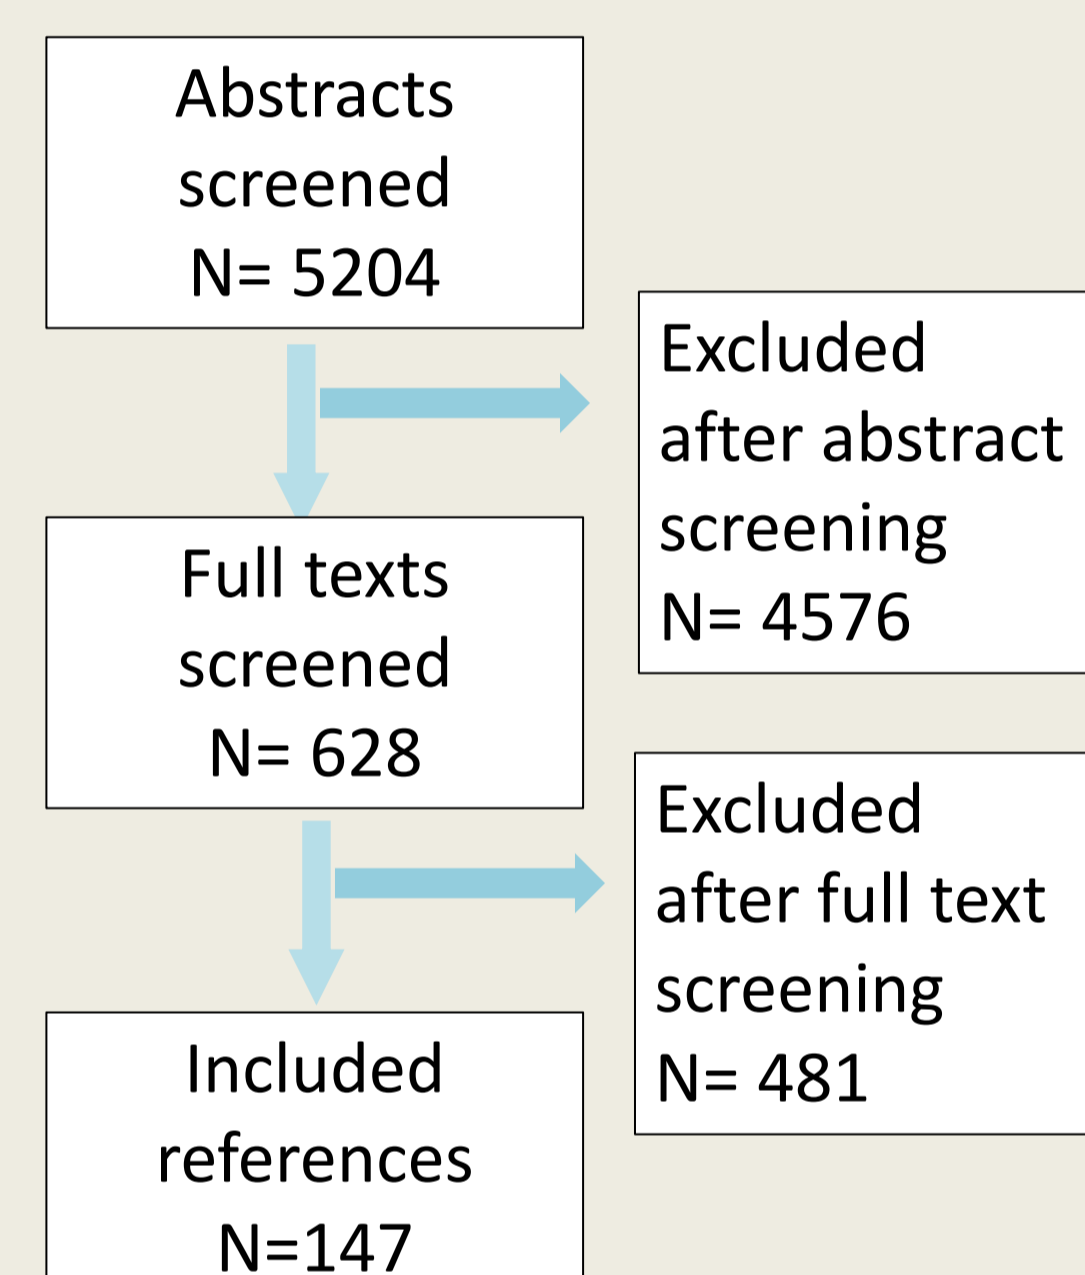 Abstracts
screened
N= 5204
Excluded
after abstract
screening
N= 4576
Full texts
screened
N= 628
Excluded
after full text
screening
N= 481
Included
references
N=147